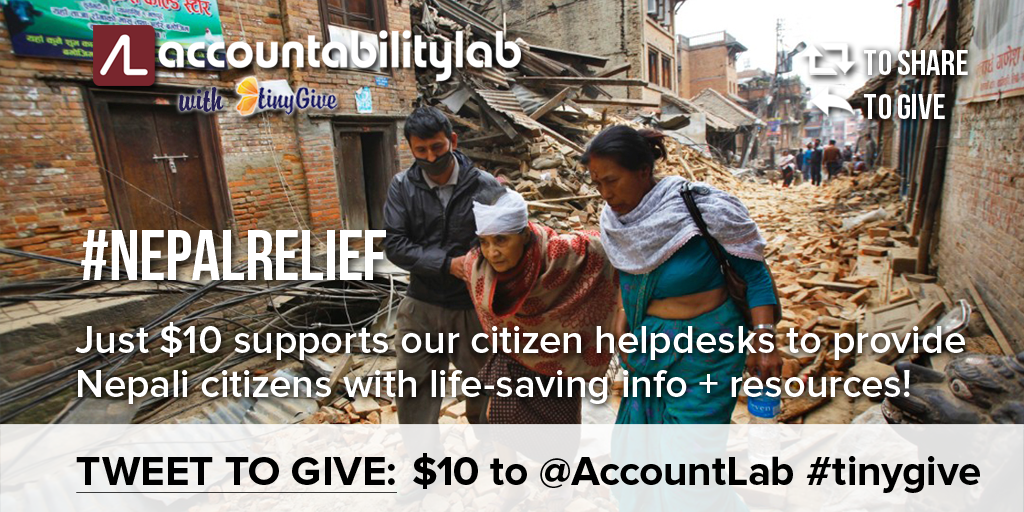 accountabilitylab
with tinyGive
TO SHARE
TO GIVE
#NEPALRELIEF
Just $10 supports our citizen helpdesks to provide
Nepali citizens with life-saving info + resources!
TWEET TO GIVE: $10 to @AccountLab #tinygive